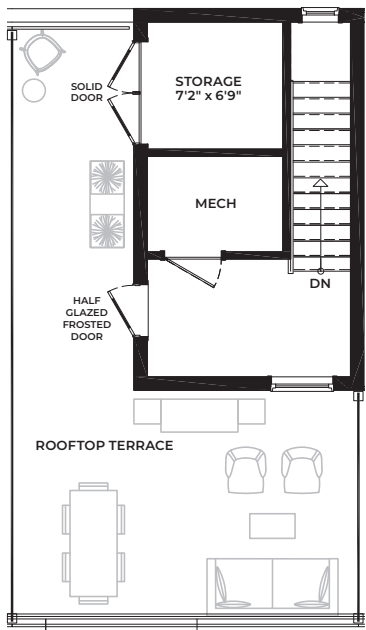 SOLID
DOOR
STORAGE
7'2" x 6'9"
MECH
DN
HALF
GLAZED
FROSTED
DOOR
ROOFTOP TERRACE